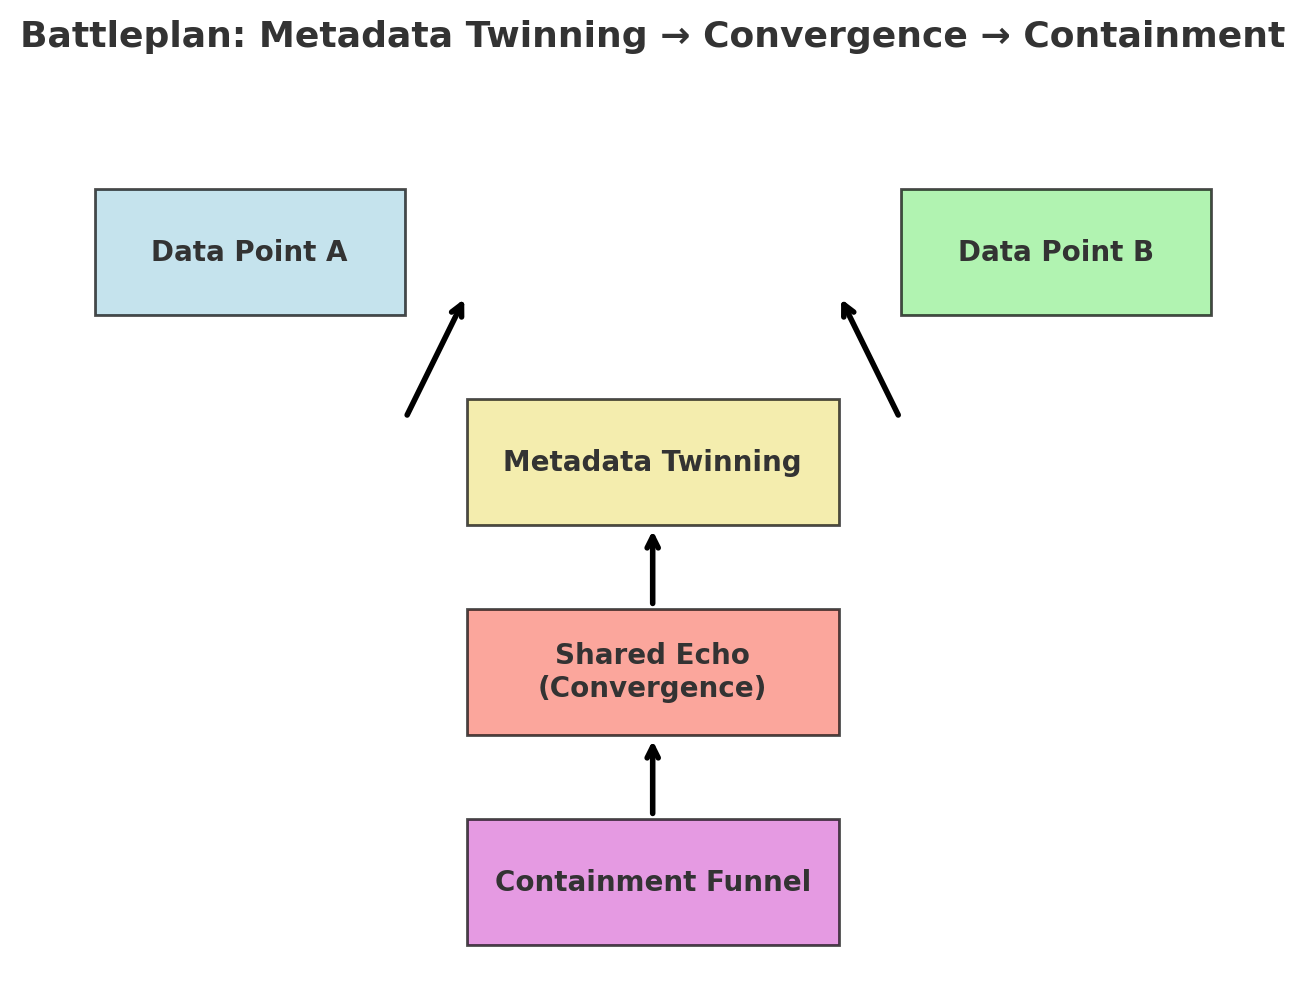 Battleplan: Metadata Twinning → Convergence → Containment
Data Point A
Data Point B
Metadata Twinning
Shared Echo
(Convergence)
Containment Funnel